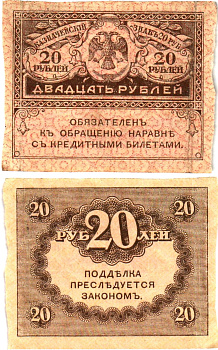 КАЗНАЧЕЙСКІЙ ЗНАКЪ
20 20
РУБЛЕЙ РУБЛЕЙ
ДВАДЦАТЬ РУБЛЕЙ
ОБЯЗАТЕЛЕНЪ
КЪ ОБРАЩЕНІЮ НАРАВНѢ
СЪ КРЕДИТНЫМИ БИЛЕТАМИ.
20 20
РУБ 20 ЛЕЙ
ПОДДѢЛКА
ПРЕСЛѢДУЕТСЯ
ЗАКОНОМЪ.
20 20